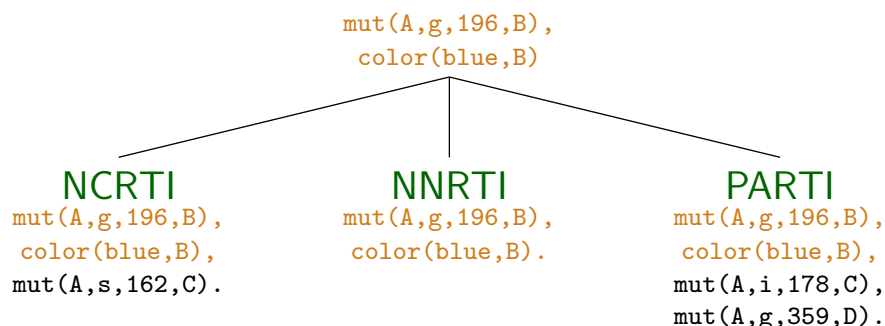 mut(A,g,196,B),
color(blue,B)
NCRTI
mut(A,g,196,B),
color(blue,B),
mut(A,s,162,C).
NNRTI
mut(A,g,196,B),
color(blue,B).
PARTI
mut(A,g,196,B),
color(blue,B),
mut(A,i,178,C),
mut(A,g,359,D).